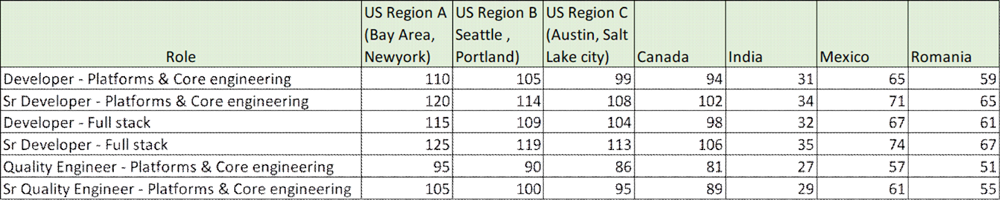 Role US Region A (Bay Area, Newyork) US Region B Seattle , Portland) US Region C (Austin, Salt Lake city) Canada India Mexico Romania
Developer - Platforms & Core engineering 110 105 99 94 31 65 59
Sr Developer - Platforms & Core engineering 120 114 108 102 34 71 65
Developer - Full stack 115 109 104 98 32 67 61
Sr Developer - Full stack 125 119 113 106 35 74 67
Quality Engineer - Platforms & Core engineering 95 90 86 81 27 57 51
Sr Quality Engineer - Platforms & Core engineering 105 100 95 89 29 61 55